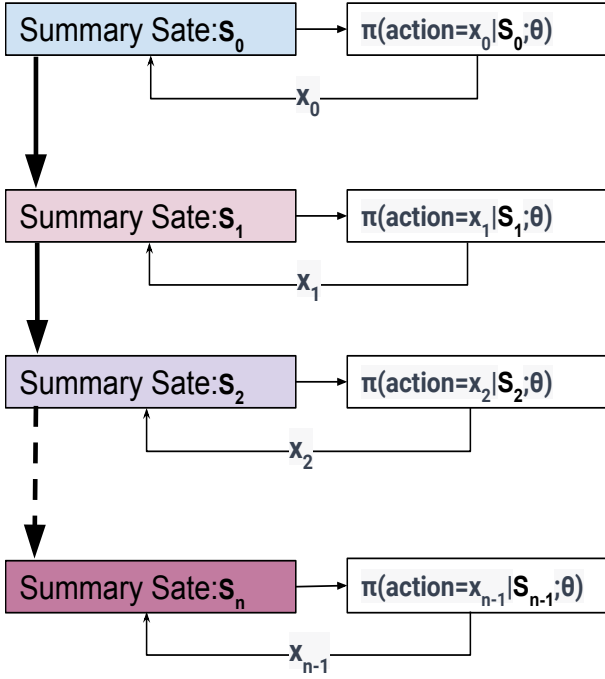 Summary Sate:S₀
π(action=x₀|S₀;θ)
x₀
Summary Sate:S₁
π(action=x₁|S₁;θ)
x₁
Summary Sate:S₂
π(action=x₂|S₂;θ)
x₂
Summary Sate:Sₙ
π(action=xₙ₋₁|Sₙ₋₁;θ)
xₙ₋₁